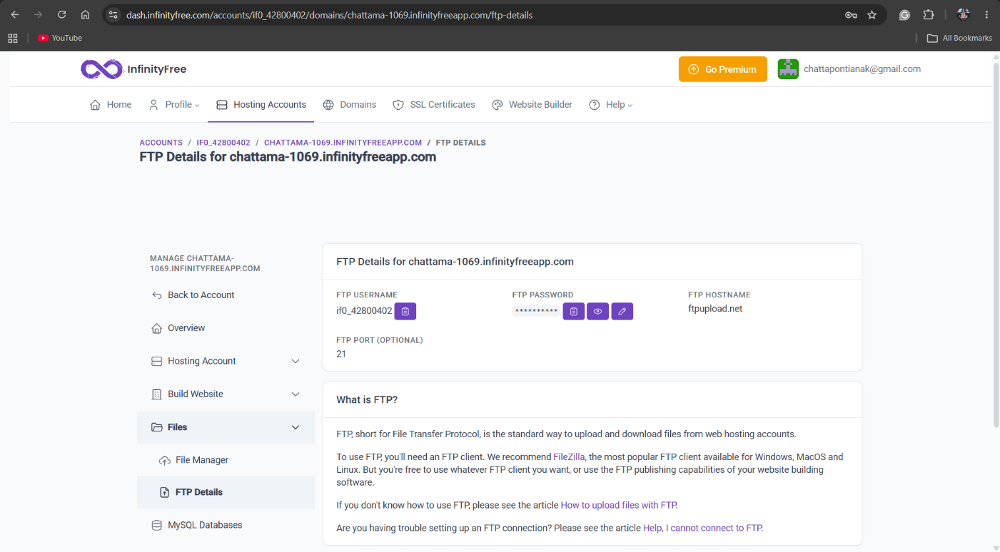 dash.infinityfree.com/accounts/if0_42800402/domains/chattama-1069.infinityfreeapp.com/ftp-details
YouTube
All Bookmarks
InfinityFree
Go Premium
chattapontianak@gmail.com
Home
Profile
Hosting Accounts
Domains
SSL Certificates
Website Builder
Help
ACCOUNTS / IF0_42800402 / CHATTAMA-1069.INFINITYFREEAPP.COM / FTP DETAILS
FTP Details for chattama-1069.infinityfreeapp.com
MANAGE CHATTAMA-
1069.INFINITYFREEAPP.COM
Back to Account
Overview
Hosting Account
Build Website
Files
File Manager
FTP Details
MySQL Databases
FTP Details for chattama-1069.infinityfreeapp.com
FTP USERNAME
if0_42800402
FTP PASSWORD
**********
FTP HOSTNAME
ftpupload.net
FTP PORT (OPTIONAL)
21
What is FTP?
FTP, short for File Transfer Protocol, is the standard way to upload and download files from web hosting accounts.
To use FTP, you'll need an FTP client. We recommend FileZilla, the most popular FTP client available for Windows, MacOS and
Linux. But you're free to use whatever FTP client you want, or use the FTP publishing capabilities of your website building
software.
If you don't know how to use FTP, please see the article How to upload files with FTP.
Are you having trouble setting up an FTP connection? Please see the article Help, I cannot connect to FTP.